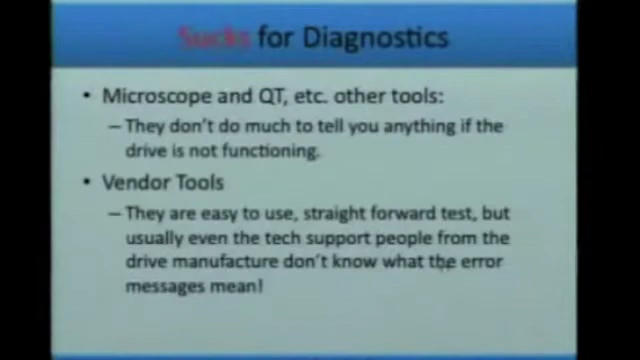 Sucks for Diagnostics
• Microscope and QT, etc. other tools:
– They don't do much to tell you anything if the
drive is not functioning.
• Vendor Tools
– They are easy to use, straight forward test, but
usually even the tech support people from the
drive manufacture don't know what the error
messages mean!